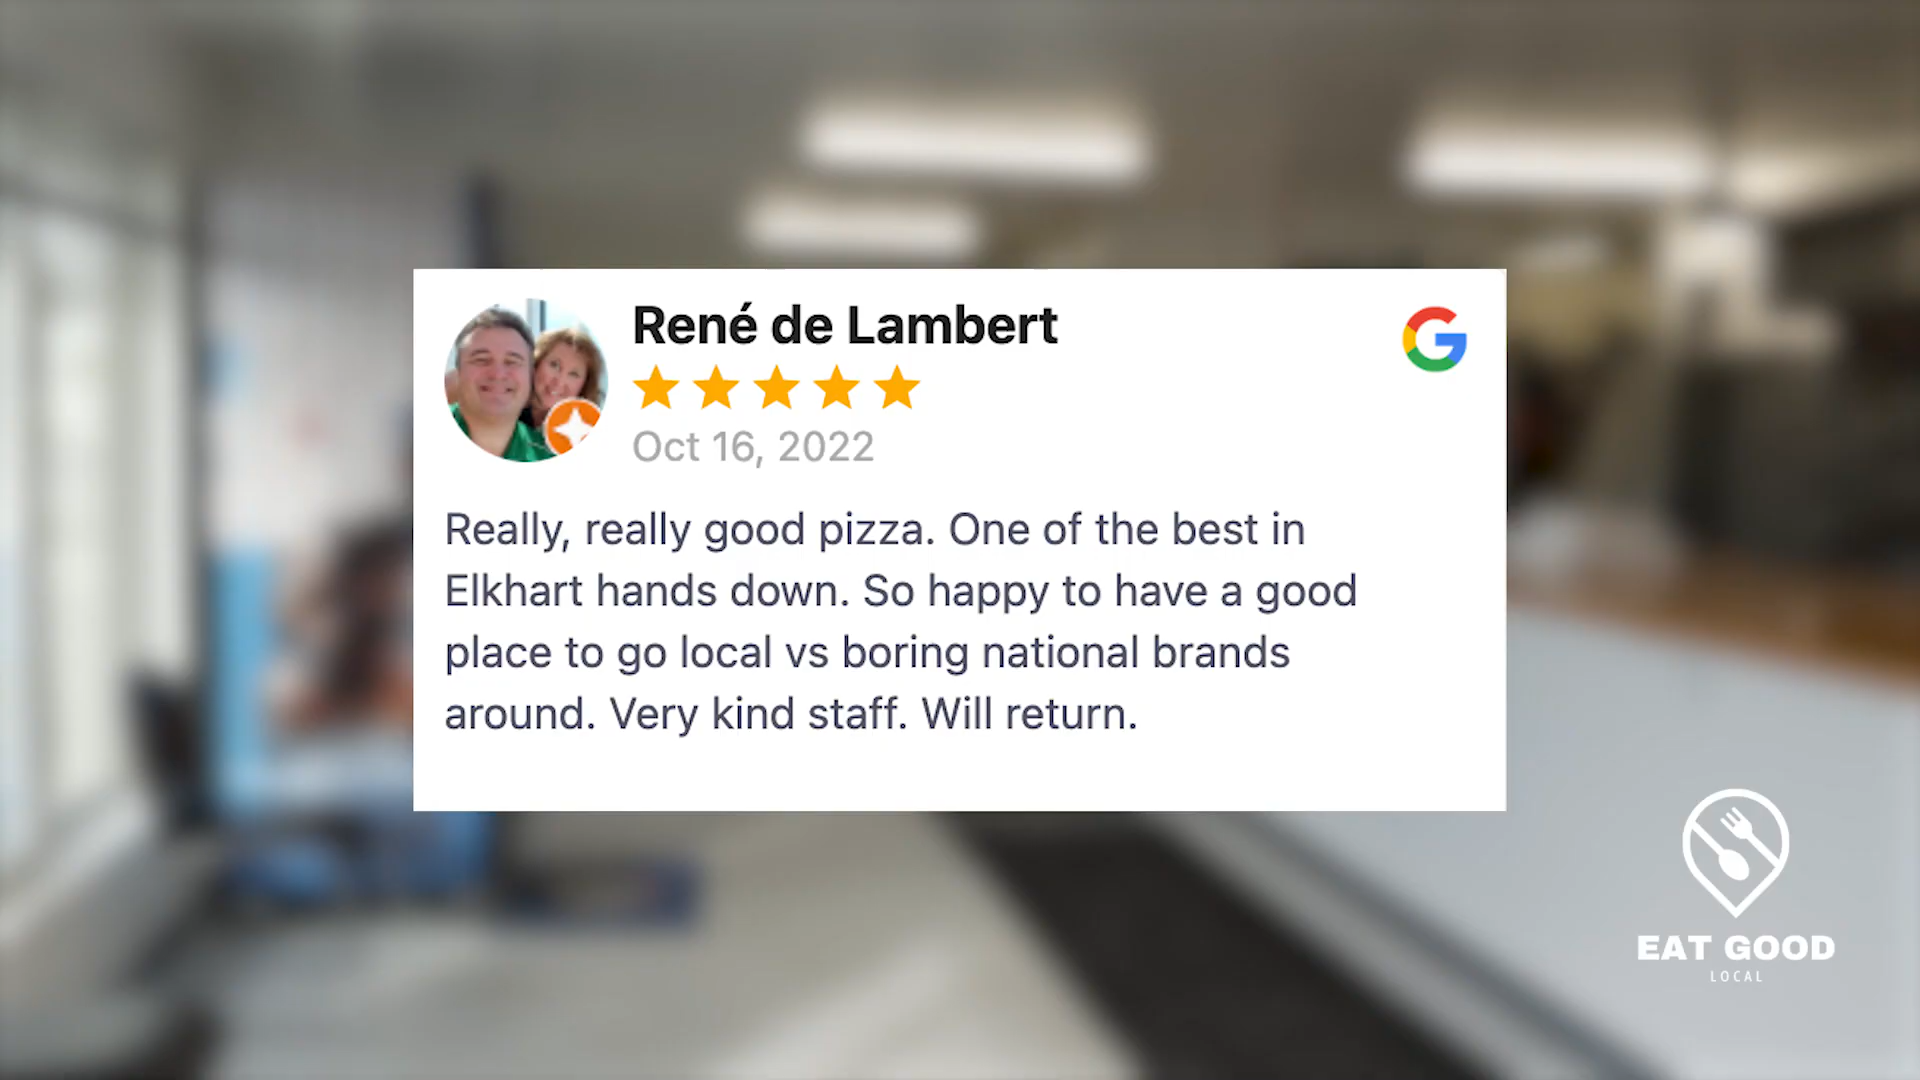 René de Lambert
Oct 16, 2022
Really, really good pizza. One of the best in
Elkhart hands down. So happy to have a good
place to go local vs boring national brands
around. Very kind staff. Will return.
EAT GOOD
LOCAL